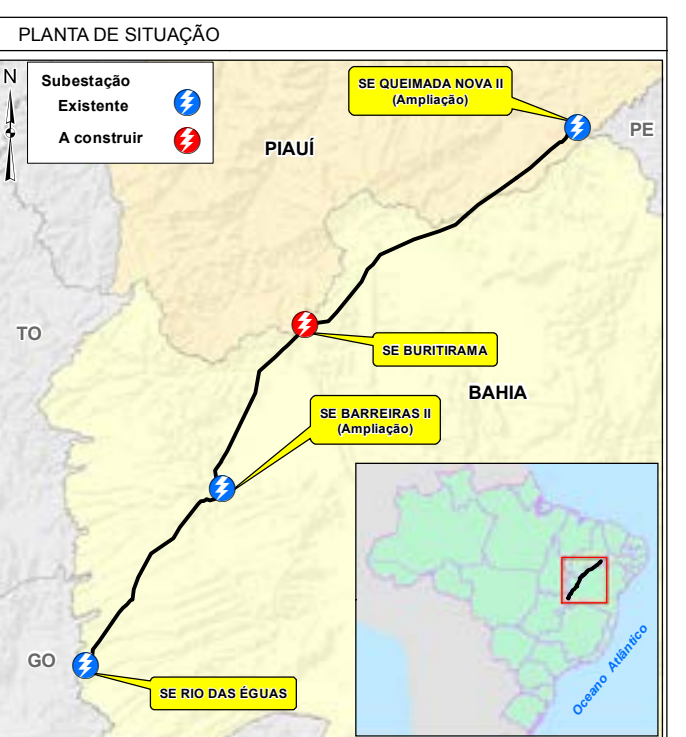 PLANTA DE SITUAÇÃO
N
Subestação
Existente
A construir
SE QUEIMADA NOVA II
(Ampliação)
PE
PIAUÍ
TO
SE BURITIRAMA
BAHIA
SE BARREIRAS II
(Ampliação)
GO
SE RIO DAS ÉGUAS
Oceano Atlântico